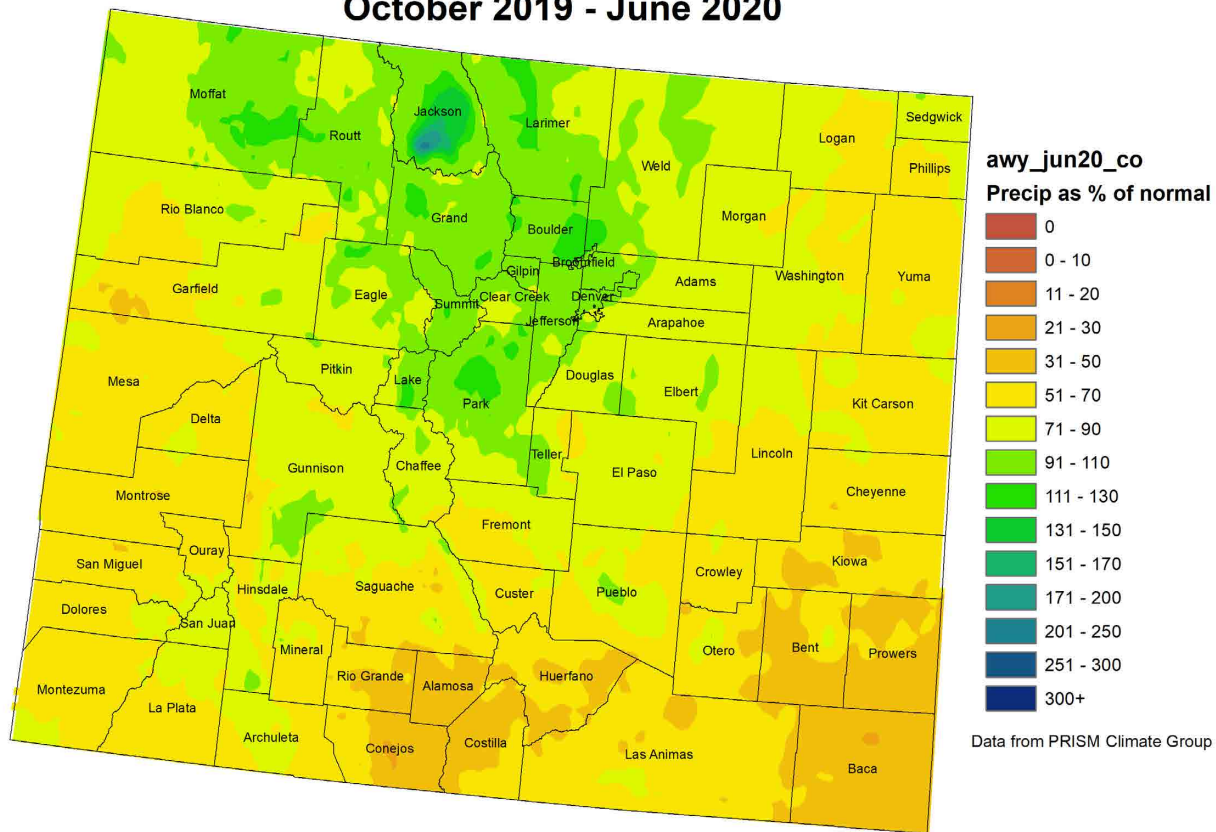 October 2019 - June 2020
Moffat
Routt
Jackson
Larimer
Weld
Logan
Sedgwick
Phillips
Rio Blanco
Grand
Boulder
Morgan
Washington
Yuma
Garfield
Eagle
Summit
Gilpin
Clear Creek
Broomfield
Denver
Jefferson
Adams
Arapahoe
Mesa
Delta
Pitkin
Lake
Park
Douglas
Elbert
Kit Carson
Gunnison
Chaffee
Teller
El Paso
Lincoln
Cheyenne
Montrose
Ouray
Fremont
San Miguel
Hinsdale
Saguache
Custer
Pueblo
Crowley
Kiowa
Dolores
San Juan
Mineral
Rio Grande
Alamosa
Huerfano
Otero
Bent
Prowers
Montezuma
La Plata
Archuleta
Conejos
Costilla
Las Animas
Baca
awy_jun20_co
Precip as % of normal
0
0 - 10
11 - 20
21 - 30
31 - 50
51 - 70
71 - 90
91 - 110
111 - 130
131 - 150
151 - 170
171 - 200
201 - 250
251 - 300
300+
Data from PRISM Climate Group